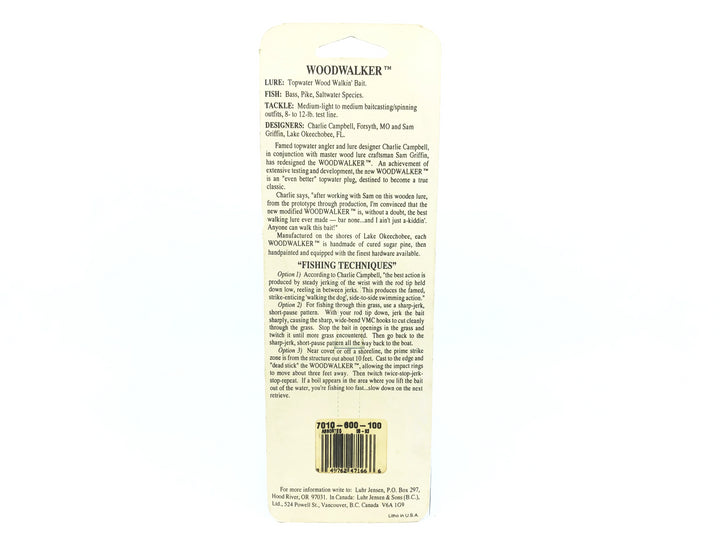 WOODWALKER™
LURE: Topwater Wood Walkin' Bait.
FISH: Bass, Pike, Saltwater Species.
TACKLE: Medium-light to medium baitcasting/spinning
outfits, 8- to 12-lb. test line.
DESIGNERS: Charlie Campbell, Forsyth, MO and Sam
Griffin, Lake Okeechobee, FL.
Famed topwater angler and lure designer Charlie Campbell,
in conjunction with master wood lure craftsman Sam Griffin,
has redesigned the WOODWALKER™. An achievement of
extensive testing and development, the new WOODWALKER™
is an "even better" topwater plug, destined to become a true
classic.
Charlie says, "after working with Sam on this wooden lure,
from the prototype through production, I'm convinced that the
new modified WOODWALKER™ is, without a doubt, the best
walking lure ever made — bar none...and I ain't just a-kiddin'.
Anyone can walk this bait!"
Manufactured on the shores of Lake Okeechobee, each
WOODWALKER™ is handmade of cured sugar pine, then
handpainted and equipped with the finest hardware available.
"FISHING TECHNIQUES"
Option 1) According to Charlie Campbell, "the best action is
produced by steady jerking of the wrist with the rod tip held
down low, reeling in between jerks. This produces the famed,
strike-enticing 'walking the dog', side-to-side swimming action."
Option 2) For fishing through thin grass, use a sharp-jerk,
short-pause pattern. With your rod tip down, jerk the bait
sharply, causing the sharp, wide-bend VMC hooks to cut cleanly
through the grass. Stop the bait in openings in the grass and
twitch it until more grass encountered. Then go back to the
sharp-jerk, short-pause pattern all the way back to the boat.
Option 3) Near cover or off a shoreline, the prime strike
zone is from the structure out about 10 feet. Cast to the edge and
"dead stick" the WOODWALKER™, allowing the impact rings
to move about three feet away. Then twitch twice-stop-jerk-
stop-repeat. If a boil appears in the area where you lift the bait
out of the water, you're fishing too fast...slow down on the next
retrieve.
7010-600-100
ASSORTED
49762 47166 6
For more information write to: Luhr Jensen, P.O. Box 297,
Hood River, OR 97031. In Canada: Luhr Jensen & Sons (B.C.)
Ltd., 524 Powell St., Vancouver, B.C. Canada V6A 1G9
Litho in U.S.A.